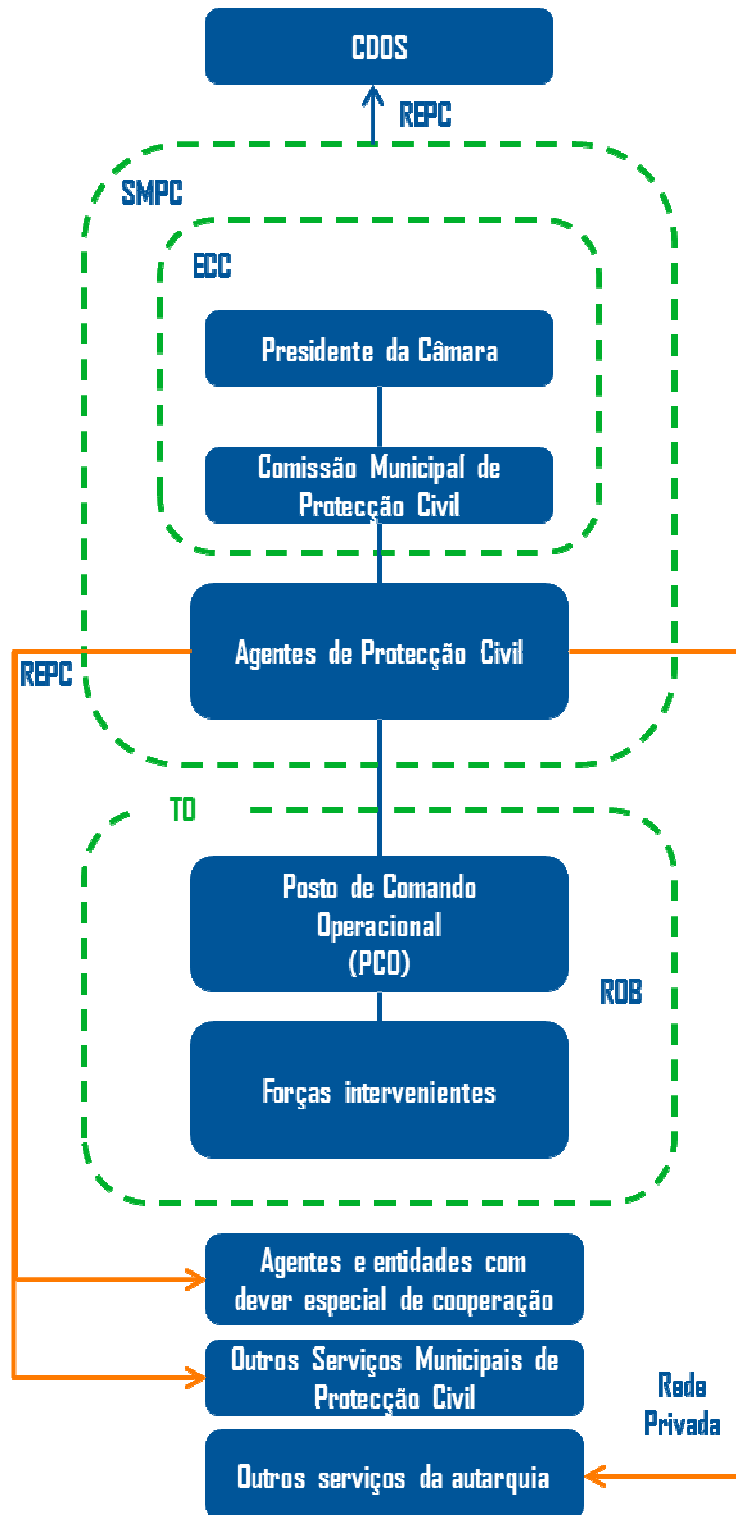 CDOS
REPC
SMPC
ECC
Presidente da Câmara
Comissão Municipal de
Protecção Civil
Agentes de Protecção Civil
REPC
TO
Posto de Comando
Operacional
(PCO)
ROB
Forças intervenientes
Agentes e entidades com
dever especial de cooperação
Outros Serviços Municipais de
Protecção Civil
Rede
Privada
Outros serviços da autarquia